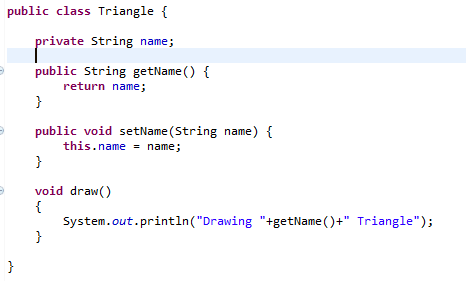 public class Triangle {
private String name;
public String getName() {
return name;
}
public void setName(String name) {
this.name = name;
}
void draw()
{
System.out.println("Drawing "+getName()+" Triangle");
}
}